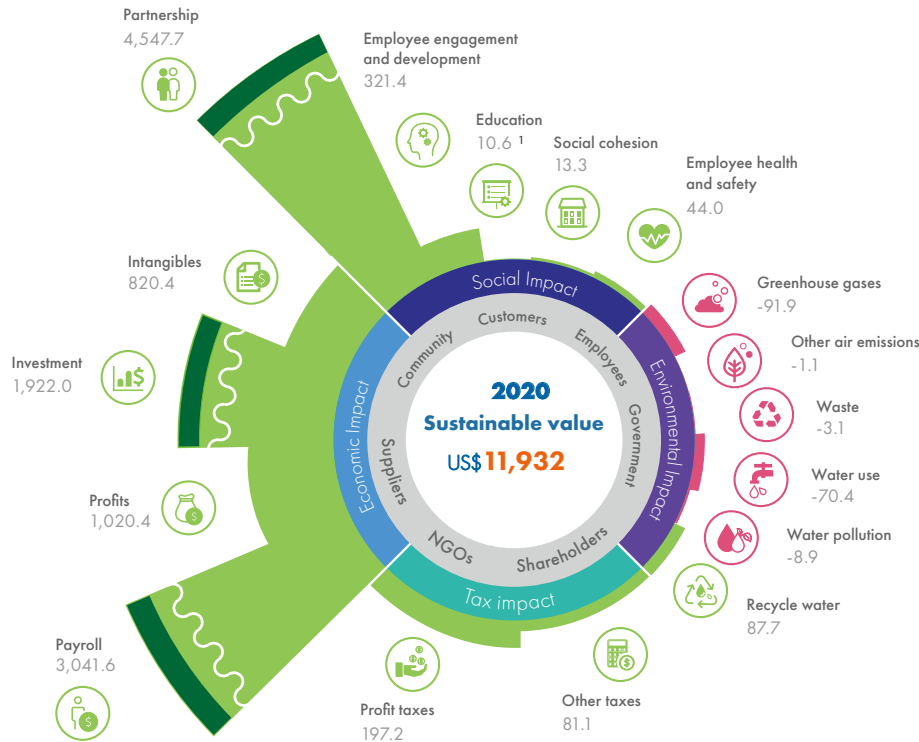 Partnership
4,547.7
Employee engagement
and development
321.4
Education
10.6 ¹
Social cohesion
13.3
Employee health
and safety
44.0
Intangibles
820.4
Investment
1,922.0
Profits
1,020.4
Payroll
3,041.6
Greenhouse gases
-91.9
Other air emissions
-1.1
Waste
-3.1
Water use
-70.4
Water pollution
-8.9
Recycle water
87.7
Other taxes
81.1
Profit taxes
197.2
Social Impact
Environmental Impact
Tax impact
Economic Impact
Customers
Employees
Government
Shareholders
NGOs
Suppliers
Community
2020
Sustainable value
US$ 11,932
$
$
$
$
$
$
$
$